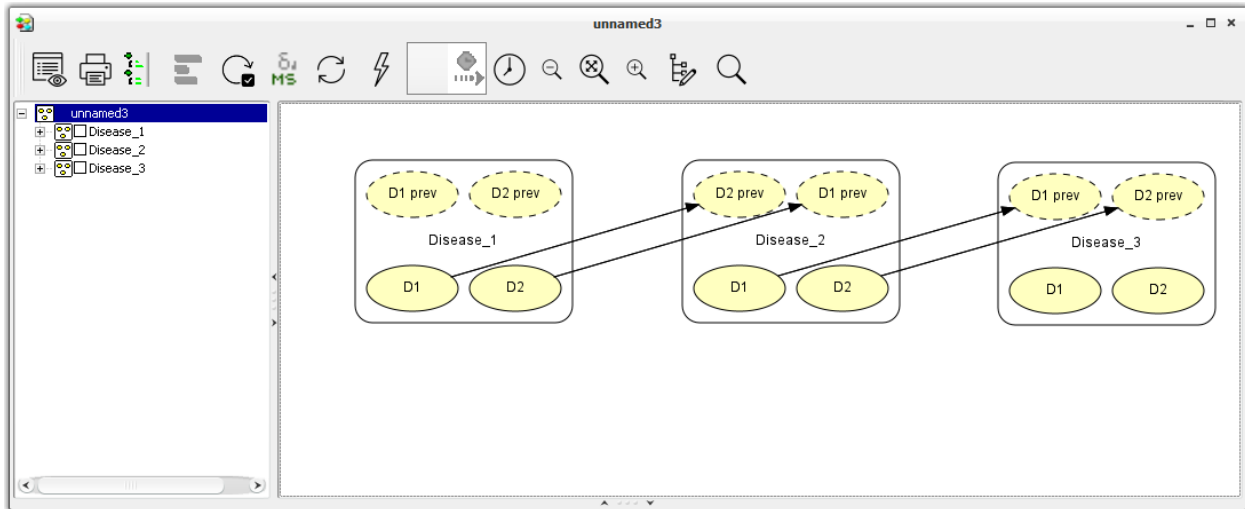 unnamed3
δ
MS
unnamed3
Disease_1
Disease_2
Disease_3
D1 prev D2 prev
Disease_1
D1 D2
D2 prev D1 prev
Disease_2
D1 D2
D1 prev D2 prev
Disease_3
D1 D2